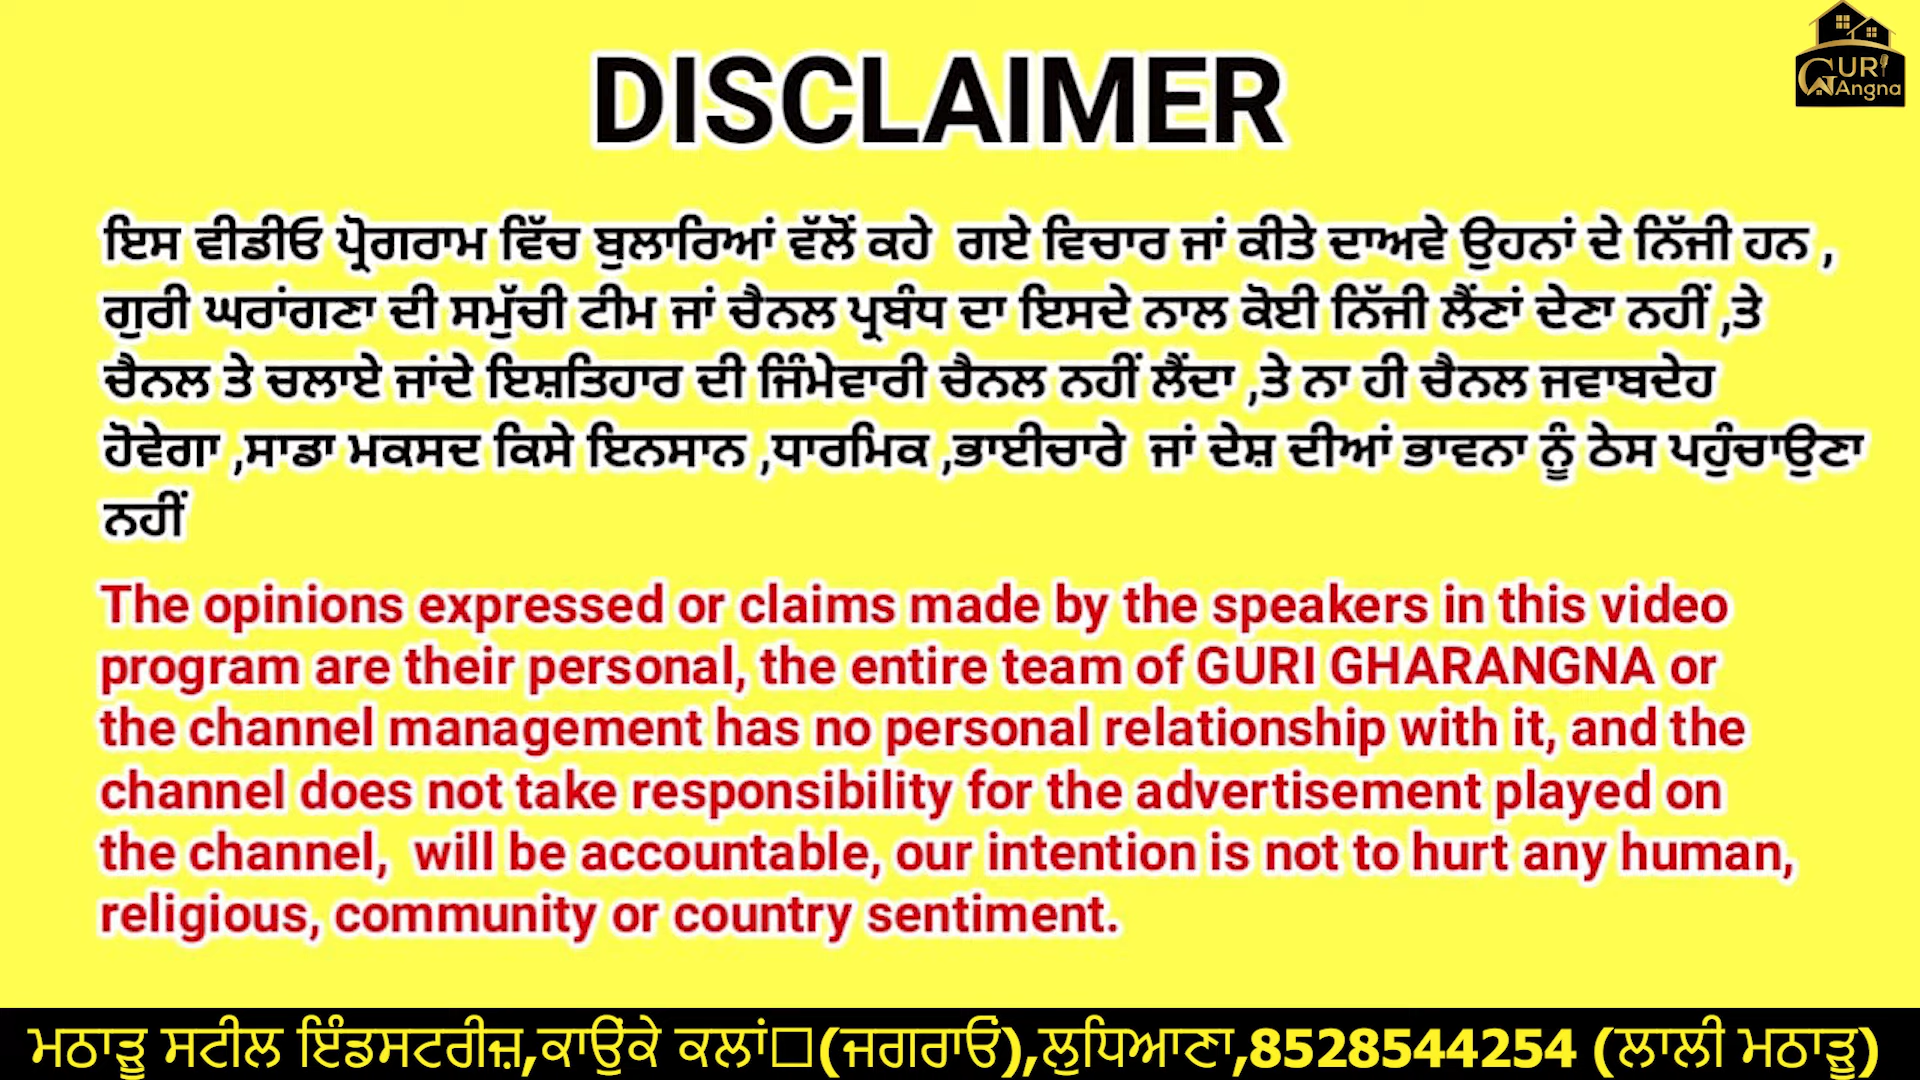 GURI
Angna
DISCLAIMER
ਇਸ ਵੀਡੀਓ ਪ੍ਰੋਗਰਾਮ ਵਿੱਚ ਬੁਲਾਰਿਆਂ ਵੱਲੋਂ ਕਹੇ ਗਏ ਵਿਚਾਰ ਜਾਂ ਕੀਤੇ ਦਾਅਵੇ ਉਹਨਾਂ ਦੇ ਨਿੱਜੀ ਹਨ ,
ਗੁਰੀ ਘਰਾਂਗਣਾ ਦੀ ਸਮੁੱਚੀ ਟੀਮ ਜਾਂ ਚੈਨਲ ਪ੍ਰਬੰਧ ਦਾ ਇਸਦੇ ਨਾਲ ਕੋਈ ਨਿੱਜੀ ਲੈਂਣਾਂ ਦੇਣਾ ਨਹੀਂ ,ਤੇ
ਚੈਨਲ ਤੇ ਚਲਾਏ ਜਾਂਦੇ ਇਸ਼ਤਿਹਾਰ ਦੀ ਜਿੰਮੇਵਾਰੀ ਚੈਨਲ ਨਹੀਂ ਲੈਂਦਾ ,ਤੇ ਨਾ ਹੀ ਚੈਨਲ ਜਵਾਬਦੇਹ
ਹੋਵੇਗਾ ,ਸਾਡਾ ਮਕਸਦ ਕਿਸੇ ਇਨਸਾਨ ,ਧਾਰਮਿਕ ,ਭਾਈਚਾਰੇ ਜਾਂ ਦੇਸ਼ ਦੀਆਂ ਭਾਵਨਾ ਨੂੰ ਠੇਸ ਪਹੁੰਚਾਉਣਾ
ਨਹੀਂ
The opinions expressed or claims made by the speakers in this video
program are their personal, the entire team of GURI GHARANGNA or
the channel management has no personal relationship with it, and the
channel does not take responsibility for the advertisement played on
the channel, will be accountable, our intention is not to hurt any human,
religious, community or country sentiment.
ਮਠਾੜੂ ਸਟੀਲ ਇੰਡਸਟਰੀਜ਼,ਕਾਉਂਕੇ ਕਲਾਂ□(ਜਗਰਾਓਂ),ਲੁਧਿਆਣਾ,8528544254 (ਲਾਲੀ ਮਠਾੜੂ)